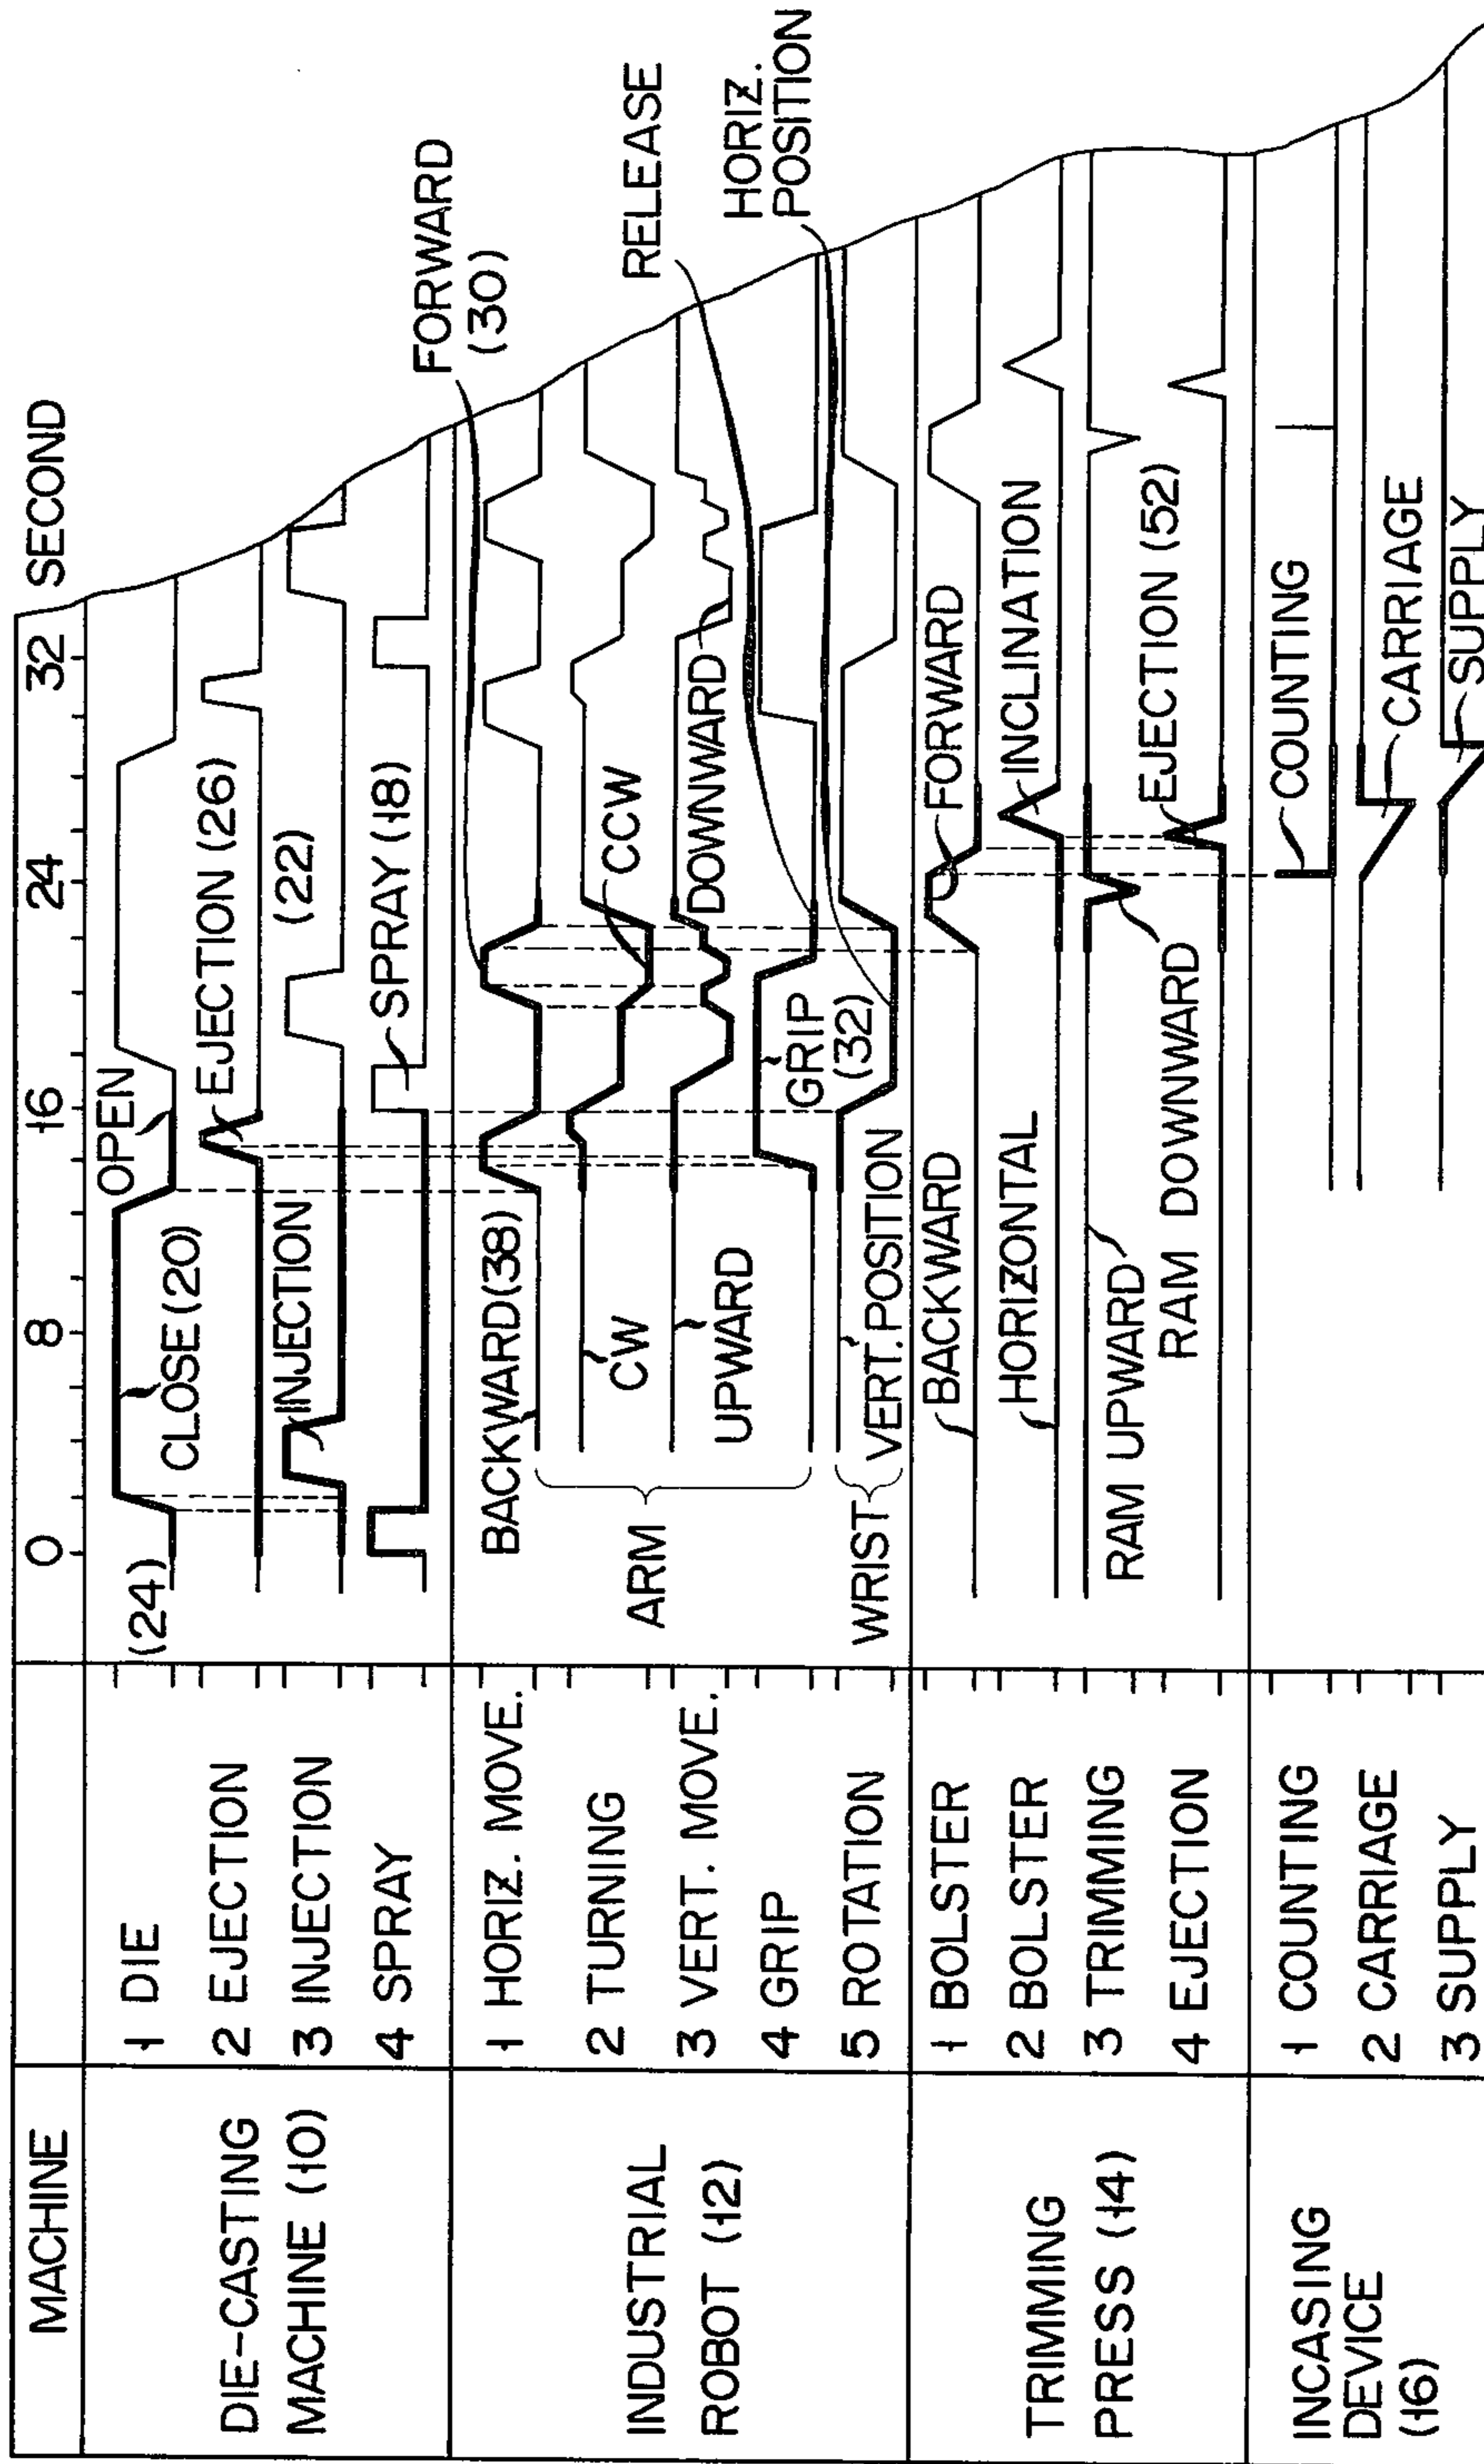 MACHINE
0 8 16 24 32 SECOND
DIE-CASTING
MACHINE (10)
1 DIE
2 EJECTION
3 INJECTION
4 SPRAY
(24)
CLOSE (20)
OPEN
EJECTION (26)
INJECTION
(22)
SPRAY (18)
INDUSTRIAL
ROBOT (12)
1 HORIZ. MOVE.
2 TURNING
3 VERT. MOVE.
4 GRIP
5 ROTATION
ARM
WRIST
BACKWARD (38)
FORWARD
(30)
CW
CCW
UPWARD
DOWNWARD
GRIP
(32)
RELEASE
VERT. POSITION
HORIZ.
POSITION
TRIMMING
PRESS (14)
1 BOLSTER
2 BOLSTER
3 TRIMMING
4 EJECTION
BACKWARD
FORWARD
HORIZONTAL
INCLINATION
RAM UPWARD
RAM DOWNWARD
EJECTION (52)
INCASING
DEVICE
(16)
1 COUNTING
2 CARRIAGE
3 SUPPLY
COUNTING
CARRIAGE
SUPPLY